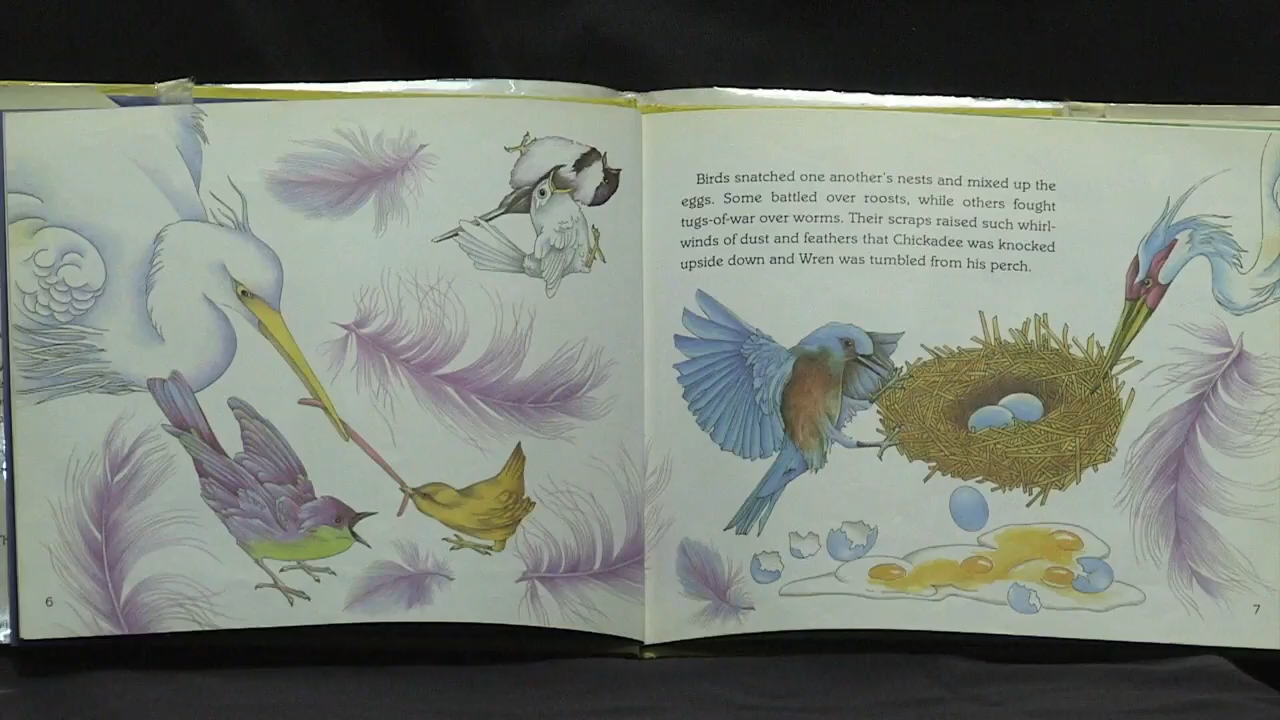 Birds snatched one another's nests and mixed up the
eggs. Some battled over roosts, while others fought
tugs-of-war over worms. Their scraps raised such whirl-
winds of dust and feathers that Chickadee was knocked
upside down and Wren was tumbled from his perch.
6
7